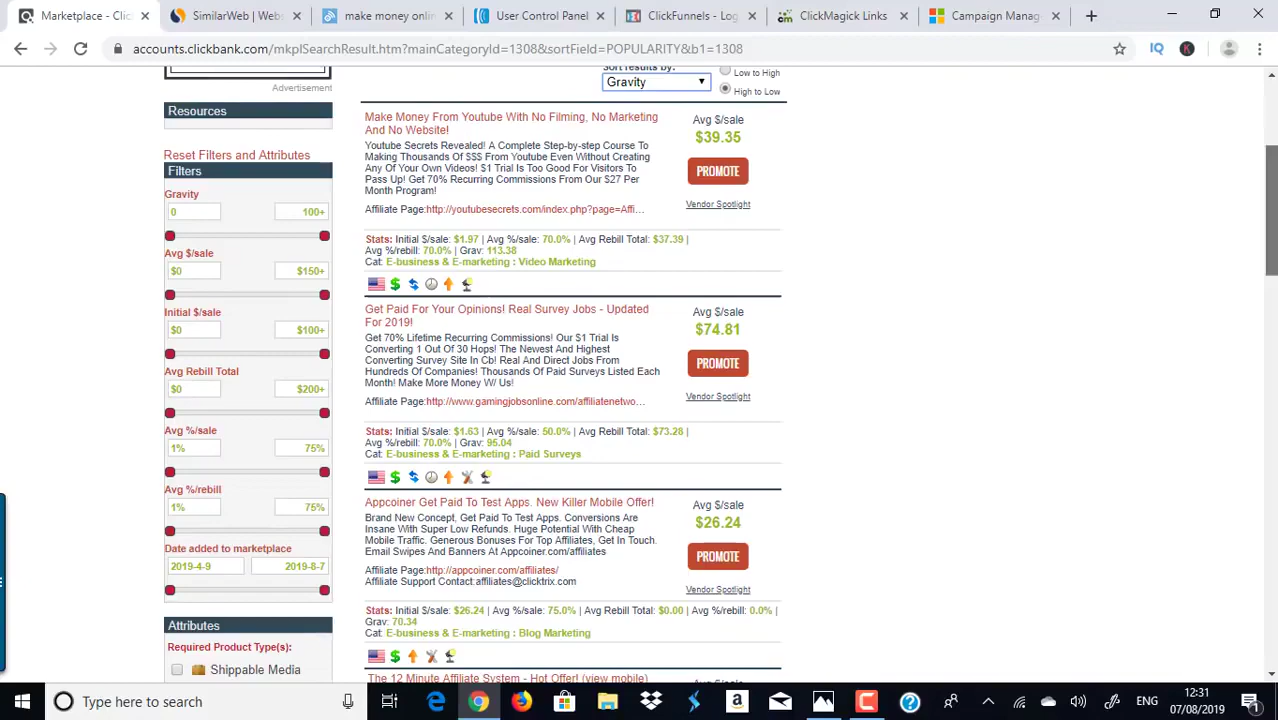 Marketplace - Clic
SimilarWeb | Webs
make money online
User Control Panel
ClickFunnels - Log
ClickMagick Links
Campaign Manag
accounts.clickbank.com/mkplSearchResult.htm?mainCategoryId=1308&sortField=POPULARITY&b1=1308
Advertisement
Resources
Reset Filters and Attributes
Filters
Gravity
0 100+
Avg $/sale
$0 $150+
Initial $/sale
$0 $100+
Avg Rebill Total
$0 $200+
Avg %/sale
1% 75%
Avg %/rebill
1% 75%
Date added to marketplace
2019-4-9 2019-8-7
Attributes
Required Product Type(s):
Shippable Media
Sort results by:
Gravity
Low to High
High to Low
Make Money From Youtube With No Filming, No Marketing
And No Website!
Youtube Secrets Revealed! A Complete Step-by-step Course To
Making Thousands Of $$$ From Youtube Even Without Creating
Any Of Your Own Videos! $1 Trial Is Too Good For Visitors To
Pass Up! Get 70% Recurring Commissions From Our $27 Per
Month Program!
Affiliate Page:http://youtubesecrets.com/index.php?page=Affi...
Avg $/sale
$39.35
PROMOTE
Vendor Spotlight
Stats: Initial $/sale: $1.97 | Avg %/sale: 70.0% | Avg Rebill Total: $37.39 |
Avg %/rebill: 70.0% | Grav: 113.38
Cat: E-business & E-marketing : Video Marketing
Get Paid For Your Opinions! Real Survey Jobs - Updated
For 2019!
Get 70% Lifetime Recurring Commissions! Our $1 Trial Is
Converting 1 Out Of 30 Hops! The Newest And Highest
Converting Survey Site In Cb! Real And Direct Jobs From
Hundreds Of Companies! Thousands Of Paid Surveys Listed Each
Month! Make More Money W/ Us!
Affiliate Page:http://www.gamingjobsonline.com/affiliatenetwo...
Avg $/sale
$74.81
PROMOTE
Vendor Spotlight
Stats: Initial $/sale: $1.63 | Avg %/sale: 50.0% | Avg Rebill Total: $73.28 |
Avg %/rebill: 70.0% | Grav: 95.04
Cat: E-business & E-marketing : Paid Surveys
Appcoiner Get Paid To Test Apps. New Killer Mobile Offer!
Brand New Concept, Get Paid To Test Apps. Conversions Are
Insane With Super Low Refunds. Huge Potential With Cheap
Mobile Traffic. Generous Bonuses For Top Affiliates, Get In Touch.
Email Swipes And Banners At Appcoiner.com/affiliates
Affiliate Page:http://appcoiner.com/affiliates/
Affiliate Support Contact:affiliates@clicktrix.com
Avg $/sale
$26.24
PROMOTE
Vendor Spotlight
Stats: Initial $/sale: $26.24 | Avg %/sale: 75.0% | Avg Rebill Total: $0.00 | Avg %/rebill: 0.0% |
Grav: 70.34
Cat: E-business & E-marketing : Blog Marketing
The 12 Minute Affiliate System - Hot Offer! (view mobile)
Type here to search
ENG
12:31
07/08/2019